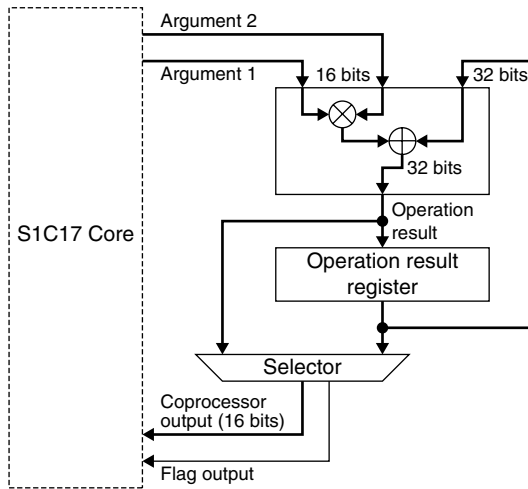 Argument 2
Argument 1
16 bits
32 bits
32 bits
S1C17 Core
Operation
result
Operation result
register
Selector
Coprocessor
output (16 bits)
Flag output